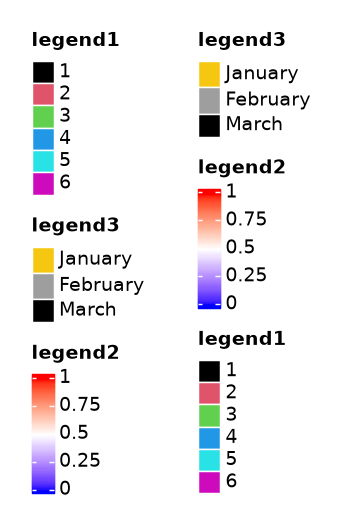 legend1
1
2
3
4
5
6
legend3
January
February
March
legend2
1
0.75
0.5
0.25
0
legend3
January
February
March
legend2
1
0.75
0.5
0.25
0
legend1
1
2
3
4
5
6